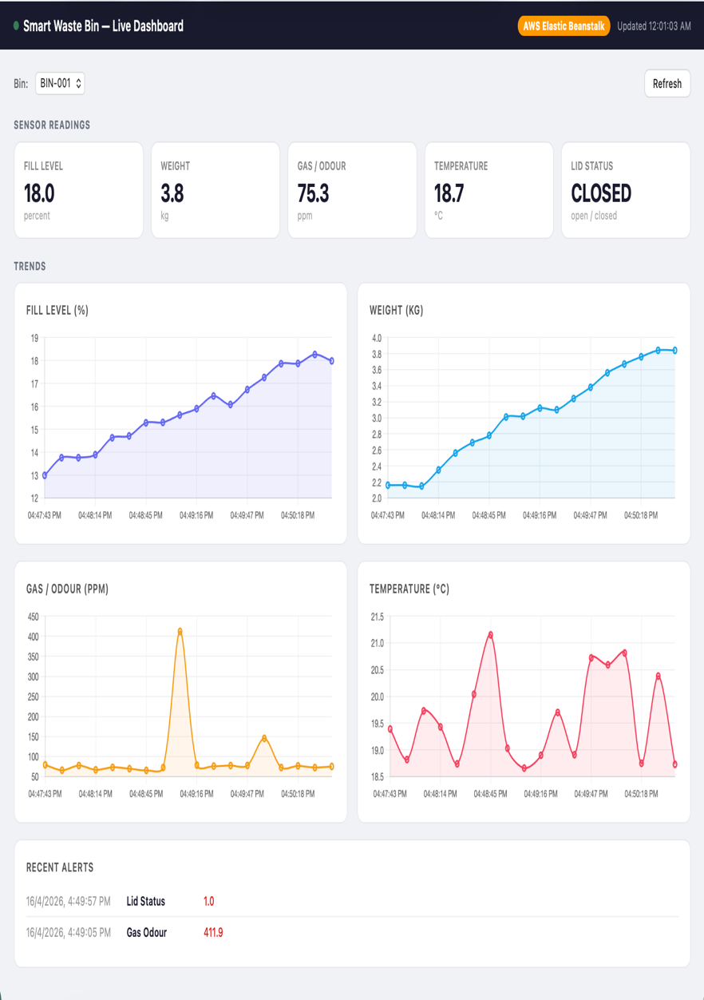 Smart Waste Bin — Live Dashboard
AWS Elastic Beanstalk
Updated 12:01:03 AM
Bin: BIN-001
Refresh
SENSOR READINGS
FILL LEVEL
18.0
percent
WEIGHT
3.8
kg
GAS / ODOUR
75.3
ppm
TEMPERATURE
18.7
°C
LID STATUS
CLOSED
open / closed
TRENDS
FILL LEVEL (%)
19
18
17
16
15
14
13
12
04:47:43 PM 04:48:14 PM 04:48:45 PM 04:49:16 PM 04:49:47 PM 04:50:18 PM
WEIGHT (KG)
4.0
3.8
3.6
3.4
3.2
3.0
2.8
2.6
2.4
2.2
2.0
04:47:43 PM 04:48:14 PM 04:48:45 PM 04:49:16 PM 04:49:47 PM 04:50:18 PM
GAS / ODOUR (PPM)
450
400
350
300
250
200
150
100
50
04:47:43 PM 04:48:14 PM 04:48:45 PM 04:49:16 PM 04:49:47 PM 04:50:18 PM
TEMPERATURE (°C)
21.5
21.0
20.5
20.0
19.5
19.0
18.5
04:47:43 PM 04:48:14 PM 04:48:45 PM 04:49:16 PM 04:49:47 PM 04:50:18 PM
RECENT ALERTS
16/4/2026, 4:49:57 PM Lid Status 1.0
16/4/2026, 4:49:05 PM Gas Odour 411.9